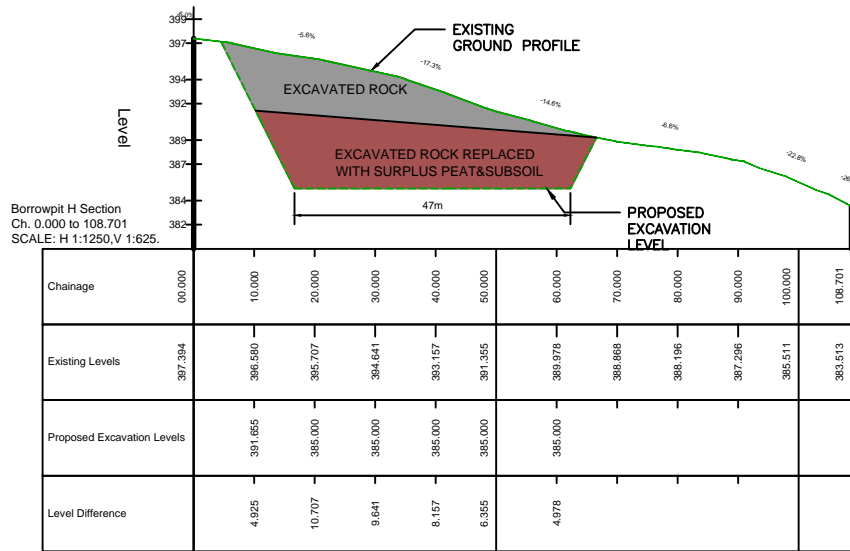 399
397
394
392
389
387
384
382
Level
-6.0%
-5.6%
-17.3%
-14.6%
-6.6%
-22.8%
EXISTING
GROUND PROFILE
EXCAVATED ROCK
EXCAVATED ROCK REPLACED
WITH SURPLUS PEAT&SUBSOIL
47m
PROPOSED
EXCAVATION
LEVEL
Borrowpit H Section
Ch. 0.000 to 108.701
SCALE: H 1:1250,V 1:625.
Chainage 00.000 10.000 20.000 30.000 40.000 50.000 60.000 70.000 80.000 90.000 100.000 108.701
Existing Levels 397.394 396.580 395.707 394.641 393.157 391.355 389.978 388.868 388.196 387.296 385.511 383.513
Proposed Excavation Levels 391.655 385.000 385.000 385.000 385.000 385.000
Level Difference 4.925 10.707 9.641 8.157 6.355 4.978